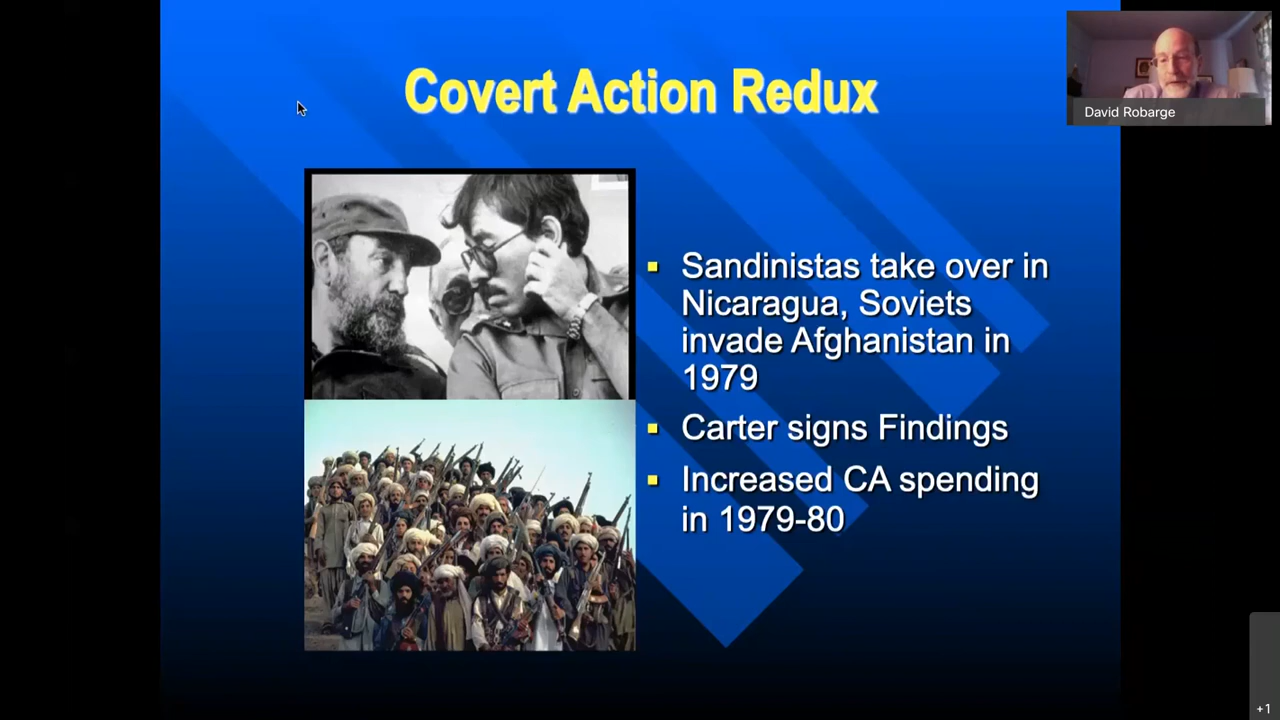 Covert Action Redux
David Robarge
▪ Sandinistas take over in
Nicaragua, Soviets
invade Afghanistan in
1979
▪ Carter signs Findings
▪ Increased CA spending
in 1979-80
+1